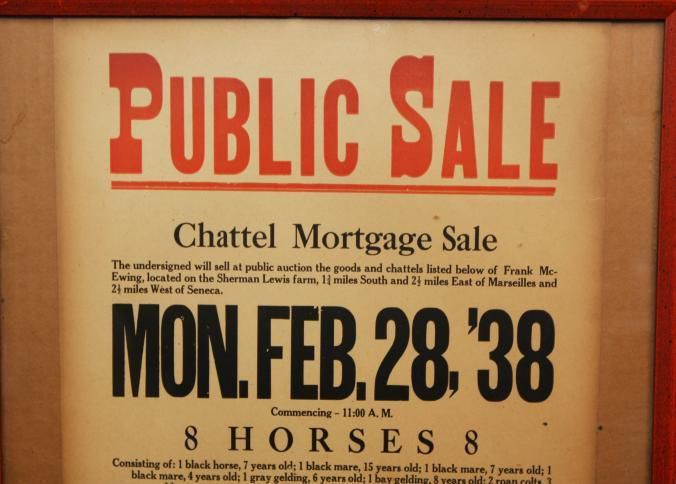 PUBLIC SALE
Chattel Mortgage Sale
The undersigned will sell at public auction the goods and chattels listed below of Frank Mc-
Ewing, located on the Sherman Lewis farm, 1¾ miles South and 2½ miles East of Marseilles and
2½ miles West of Seneca.
MON. FEB. 28, '38
Commencing - 11:00 A. M.
8 HORSES 8
Consisting of: 1 black horse, 7 years old; 1 black mare, 15 years old; 1 black mare, 7 years old; 1
black mare, 4 years old; 1 gray gelding, 6 years old; 1 bay gelding, 8 years old; 2 roan colts, 3